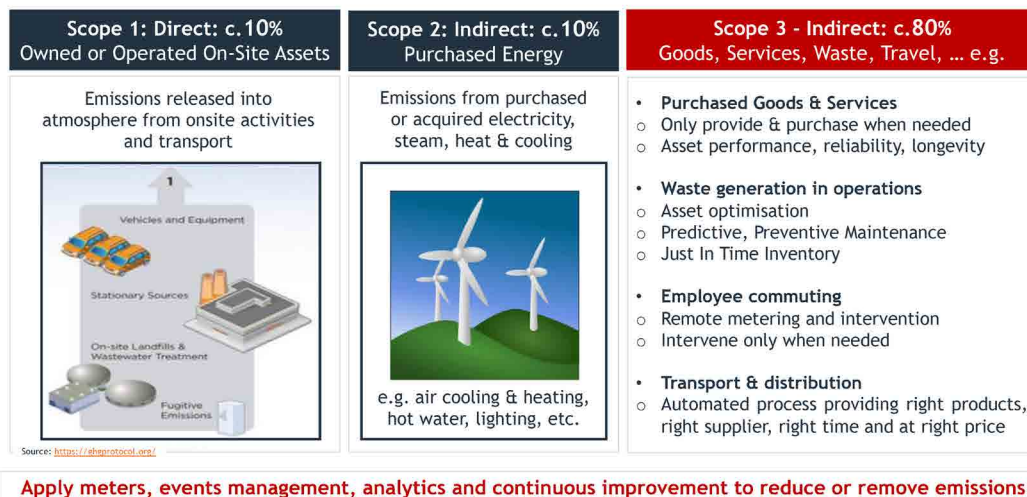 Scope 1: Direct: c.10%
Owned or Operated On-Site Assets
Emissions released into
atmosphere from onsite activities
and transport
1
Vehicles and Equipment
Stationary Sources
On-site Landfills &
Wastewater Treatment
Fugitive
Emissions
Source: https://ghgprotocol.org/
Scope 2: Indirect: c.10%
Purchased Energy
Emissions from purchased
or acquired electricity,
steam, heat & cooling
e.g. air cooling & heating,
hot water, lighting, etc.
Scope 3 - Indirect: c.80%
Goods, Services, Waste, Travel, … e.g.
• Purchased Goods & Services
o Only provide & purchase when needed
o Asset performance, reliability, longevity
• Waste generation in operations
o Asset optimisation
o Predictive, Preventive Maintenance
o Just In Time Inventory
• Employee commuting
o Remote metering and intervention
o Intervene only when needed
• Transport & distribution
o Automated process providing right products,
right supplier, right time and at right price
Apply meters, events management, analytics and continuous improvement to reduce or remove emissions